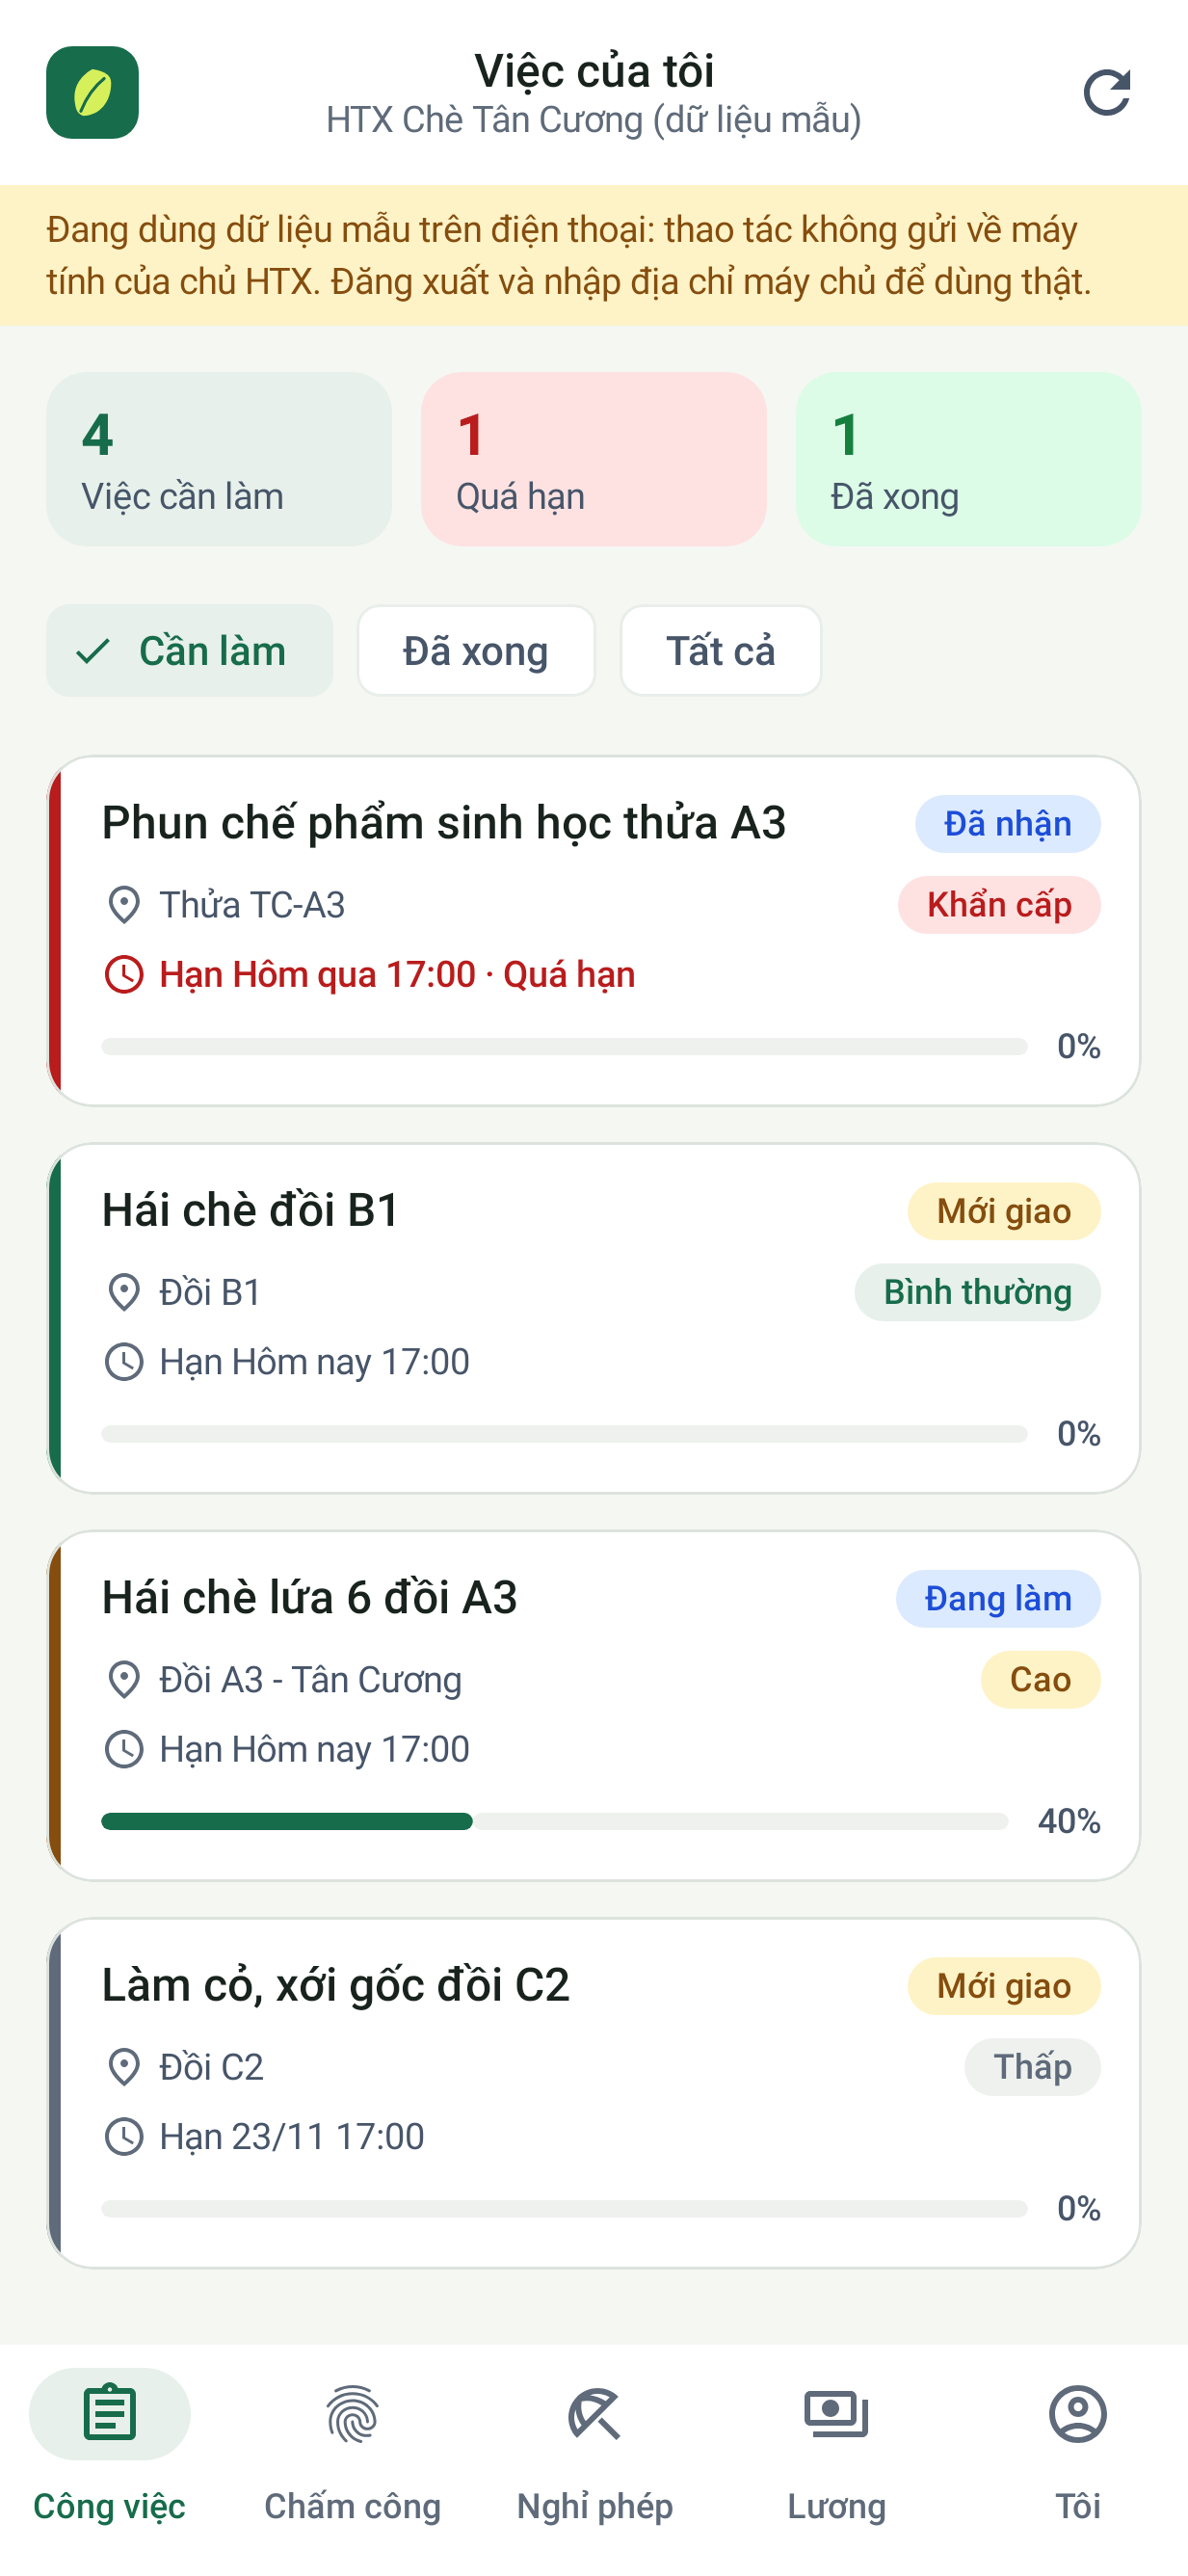 Việc của tôi
HTX Chè Tân Cương (dữ liệu mẫu)
Đang dùng dữ liệu mẫu trên điện thoại: thao tác không gửi về máy
tính của chủ HTX. Đăng xuất và nhập địa chỉ máy chủ để dùng thật.
4
Việc cần làm
1
Quá hạn
1
Đã xong
Cần làm
Đã xong
Tất cả
Phun chế phẩm sinh học thửa A3
Đã nhận
Thửa TC-A3
Khẩn cấp
Hạn Hôm qua 17:00 · Quá hạn
0%
Hái chè đồi B1
Mới giao
Đồi B1
Bình thường
Hạn Hôm nay 17:00
0%
Hái chè lứa 6 đồi A3
Đang làm
Đồi A3 - Tân Cương
Cao
Hạn Hôm nay 17:00
40%
Làm cỏ, xới gốc đồi C2
Mới giao
Đồi C2
Thấp
Hạn 23/11 17:00
0%
Công việc
Chấm công
Nghỉ phép
Lương
Tôi